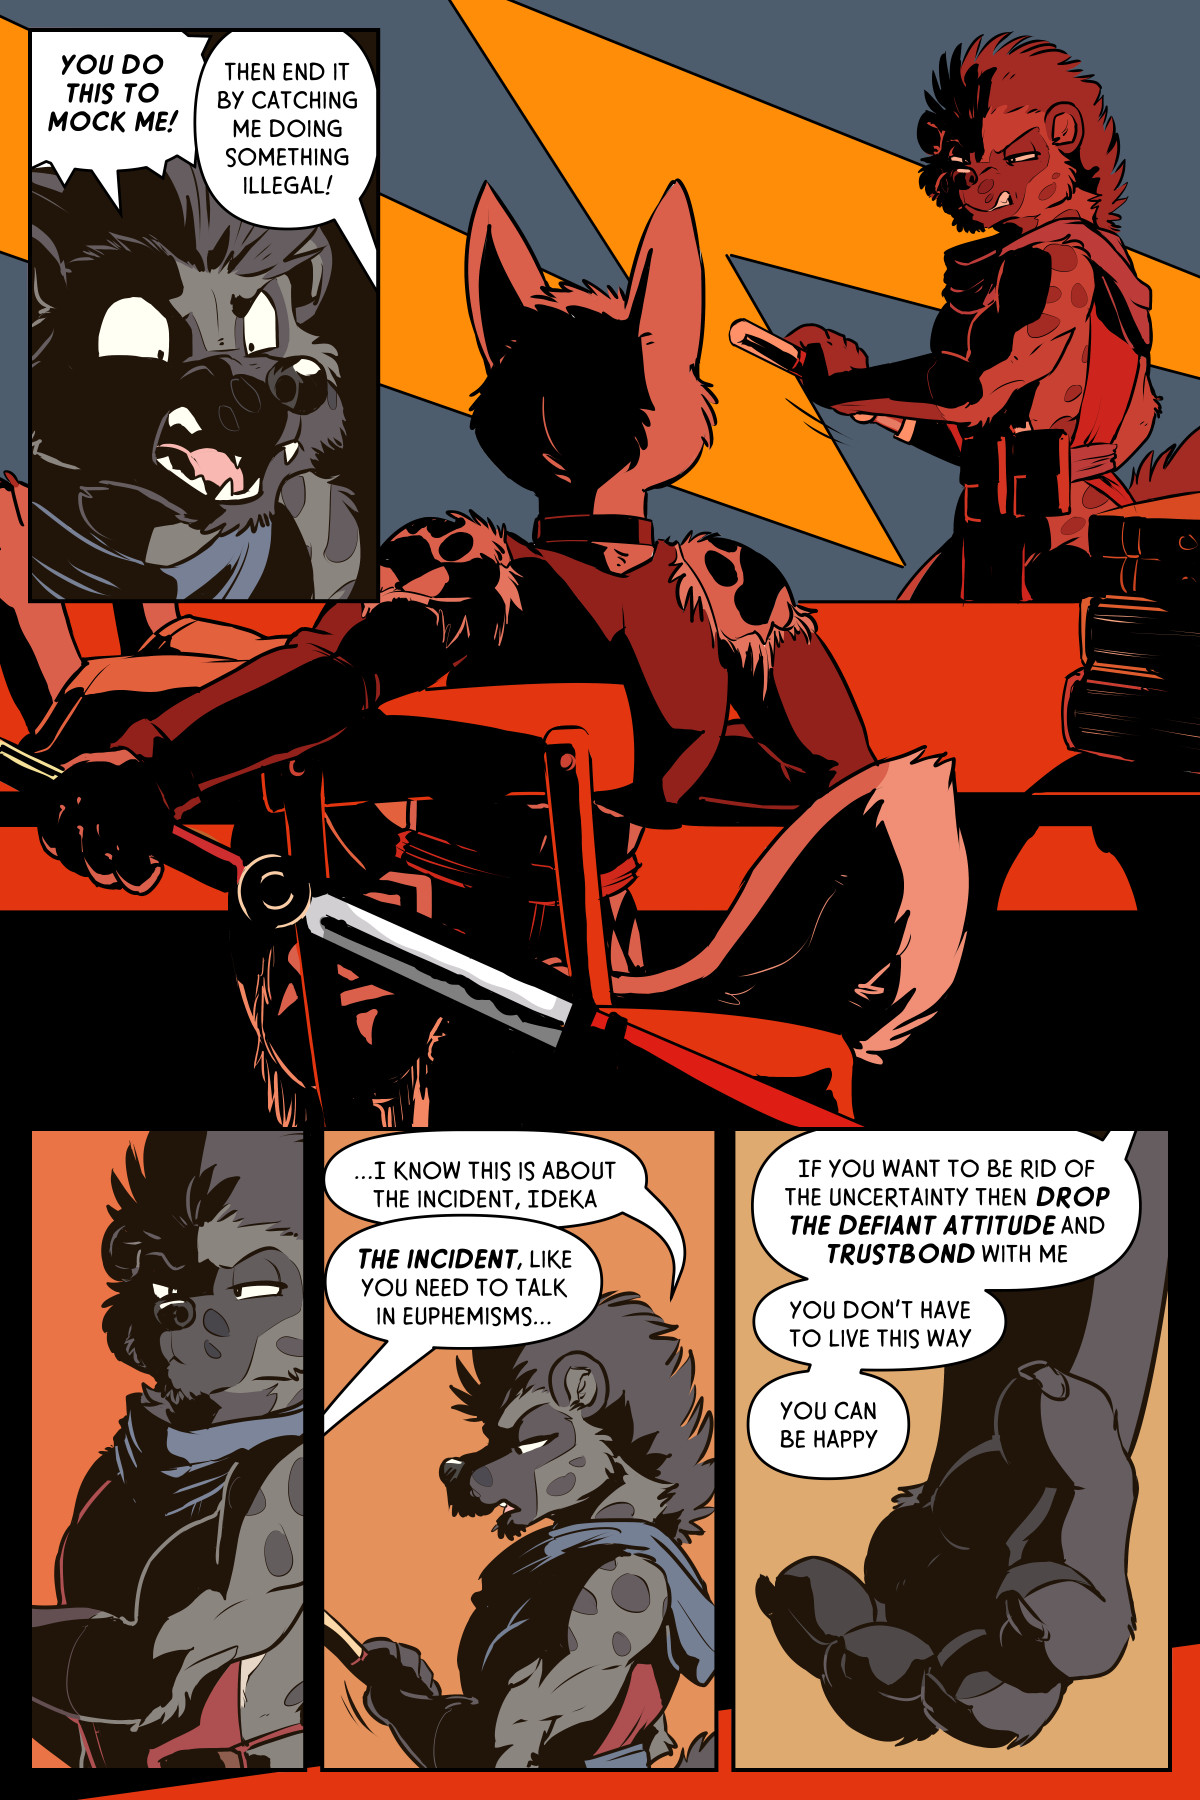 YOU DO
THIS TO
MOCK ME!
THEN END IT
BY CATCHING
ME DOING
SOMETHING
ILLEGAL!
...I KNOW THIS IS ABOUT
THE INCIDENT, IDEKA
THE INCIDENT, LIKE
YOU NEED TO TALK
IN EUPHEMISMS...
IF YOU WANT TO BE RID OF
THE UNCERTAINTY THEN DROP
THE DEFIANT ATTITUDE AND
TRUSTBOND WITH ME
YOU DON'T HAVE
TO LIVE THIS WAY
YOU CAN
BE HAPPY